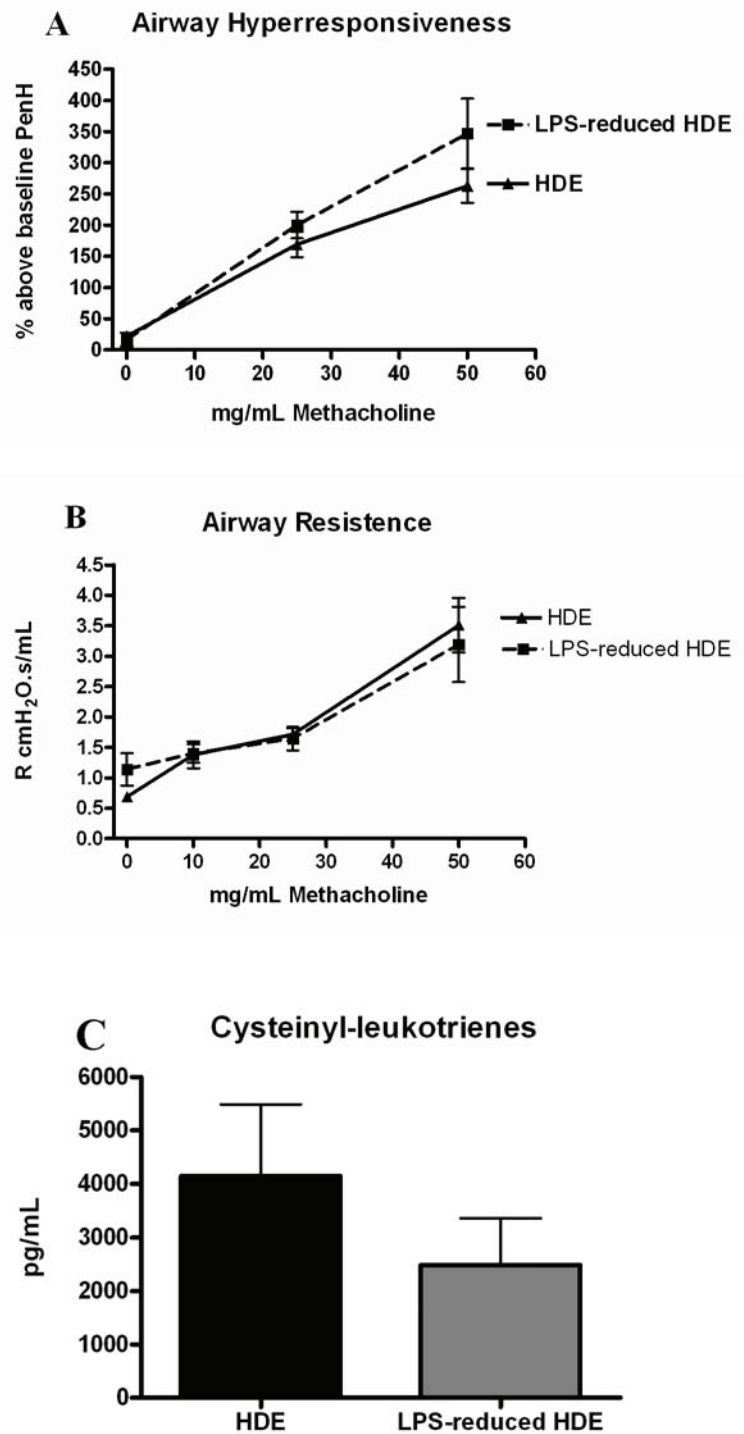 A Airway Hyperresponsiveness
% above baseline PenH
450
400
350
300
250
200
150
100
50
0
LPS-reduced HDE
HDE
0 10 20 30 40 50 60
mg/mL Methacholine
B Airway Resistence
R cmH₂O.s/mL
4.5
4.0
3.5
3.0
2.5
2.0
1.5
1.0
0.5
0.0
HDE
LPS-reduced HDE
0 10 20 30 40 50 60
mg/mL Methacholine
C Cysteinyl-leukotrienes
pg/mL
6000
5000
4000
3000
2000
1000
0
HDE LPS-reduced HDE